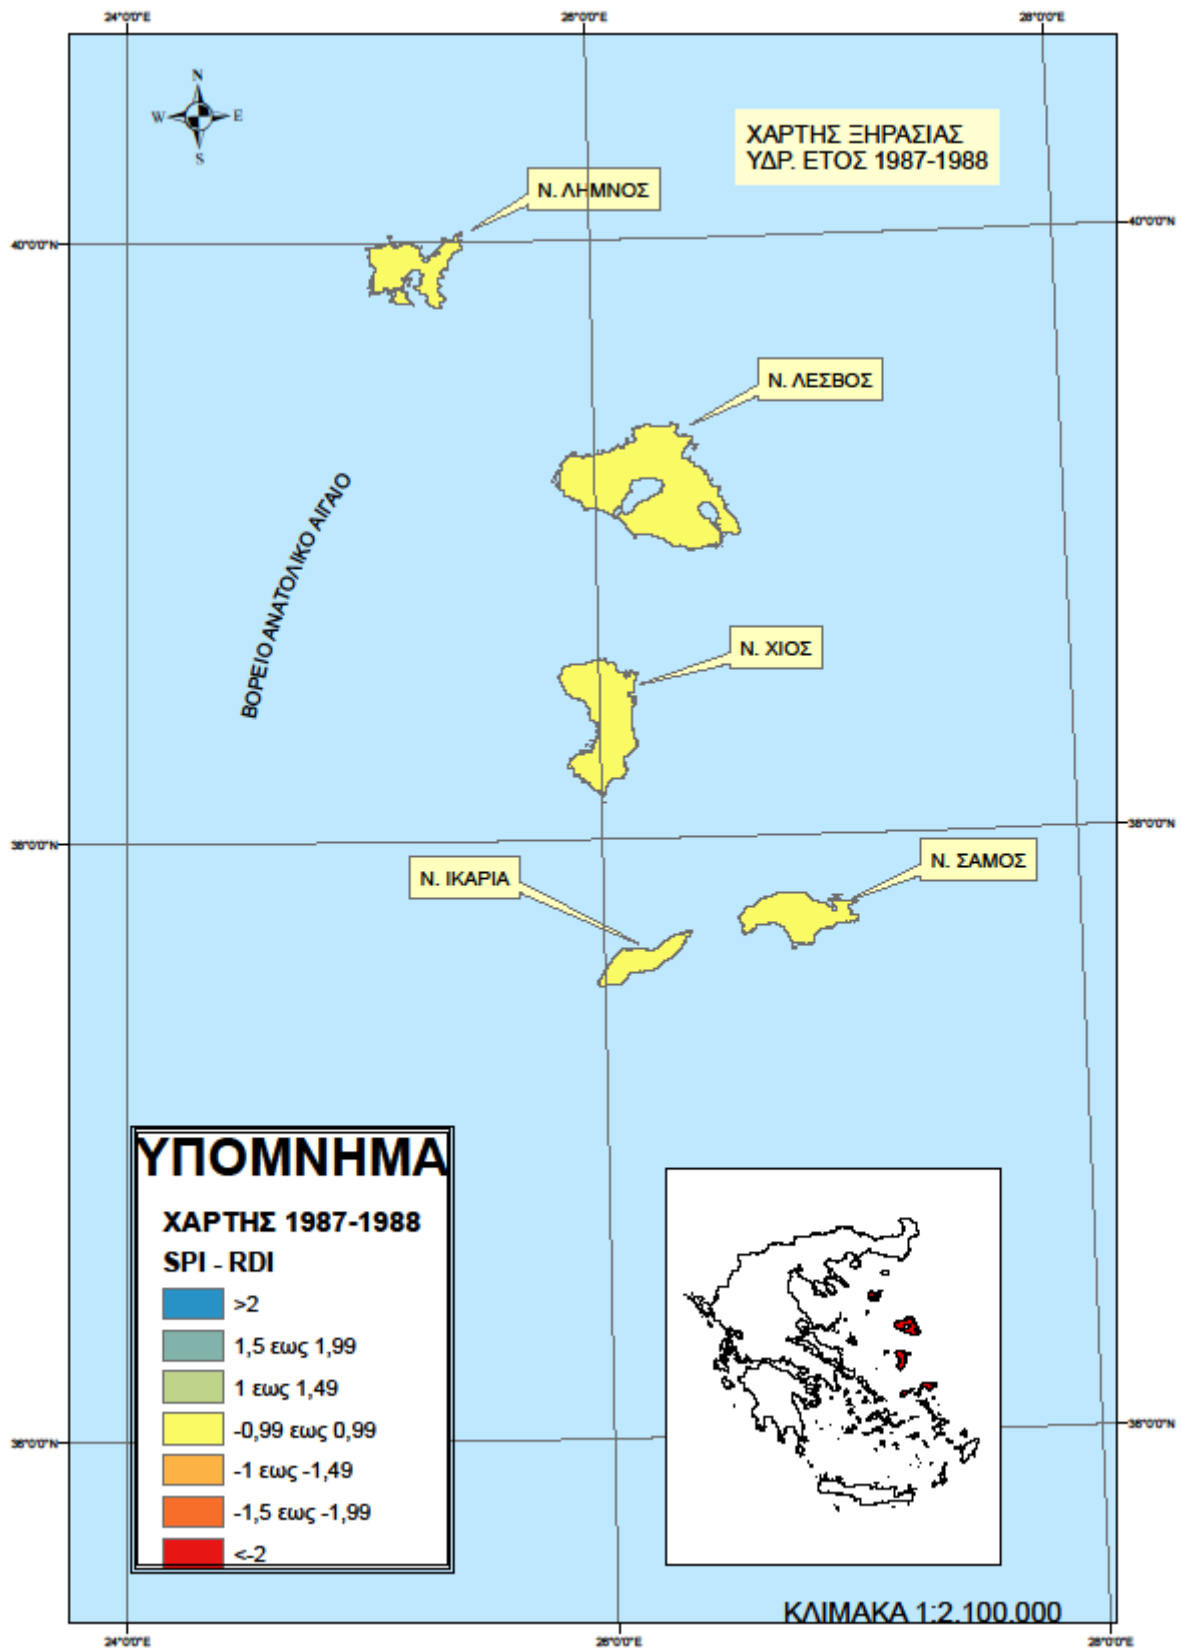 24°0'0"E
26°0'0"E
28°0'0"E
N
W
E
S
ΧΑΡΤΗΣ ΞΗΡΑΣΙΑΣ
ΥΔΡ. ΕΤΟΣ 1987-1988
Ν. ΛΗΜΝΟΣ
40°0'0"N
40°0'0"N
Ν. ΛΕΣΒΟΣ
ΒΟΡΕΙΟ ΑΝΑΤΟΛΙΚΟ ΑΙΓΑΙΟ
Ν. ΧΙΟΣ
38°0'0"N
38°0'0"N
Ν. ΣΑΜΟΣ
Ν. ΙΚΑΡΙΑ
ΥΠΟΜΝΗΜΑ
ΧΑΡΤΗΣ 1987-1988
SPI - RDI
>2
1,5 εως 1,99
1 εως 1,49
-0,99 εως 0,99
-1 εως -1,49
-1,5 εως -1,99
<-2
36°0'0"N
36°0'0"N
ΚΛΙΜΑΚΑ 1:2.100.000
24°0'0"E
26°0'0"E
28°0'0"E